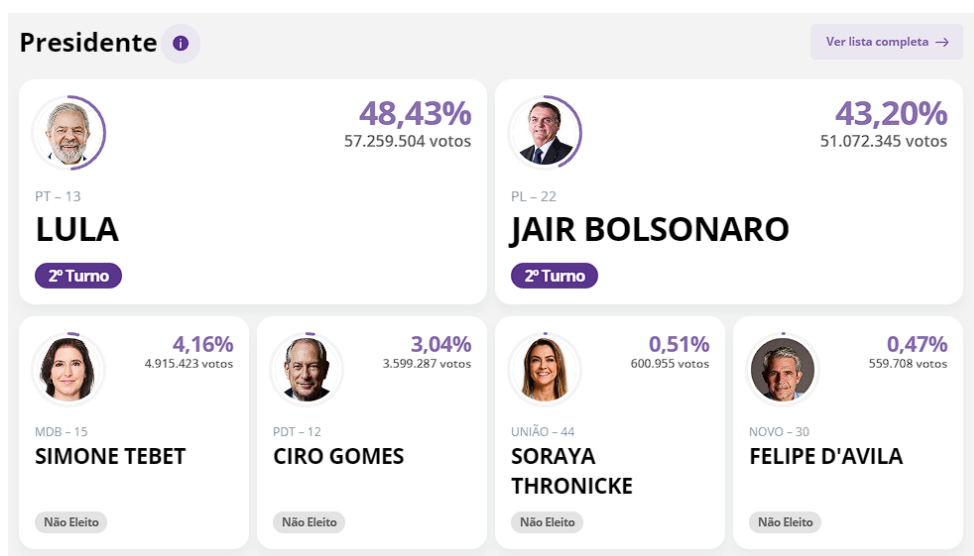 Presidente
Ver lista completa →
48,43%
57.259.504 votos
PT – 13
LULA
2º Turno
43,20%
51.072.345 votos
PL – 22
JAIR BOLSONARO
2º Turno
4,16%
4.915.423 votos
MDB – 15
SIMONE TEBET
Não Eleito
3,04%
3.599.287 votos
PDT – 12
CIRO GOMES
Não Eleito
0,51%
600.955 votos
UNIÃO – 44
SORAYA
THRONICKE
Não Eleito
0,47%
559.708 votos
NOVO – 30
FELIPE D'AVILA
Não Eleito